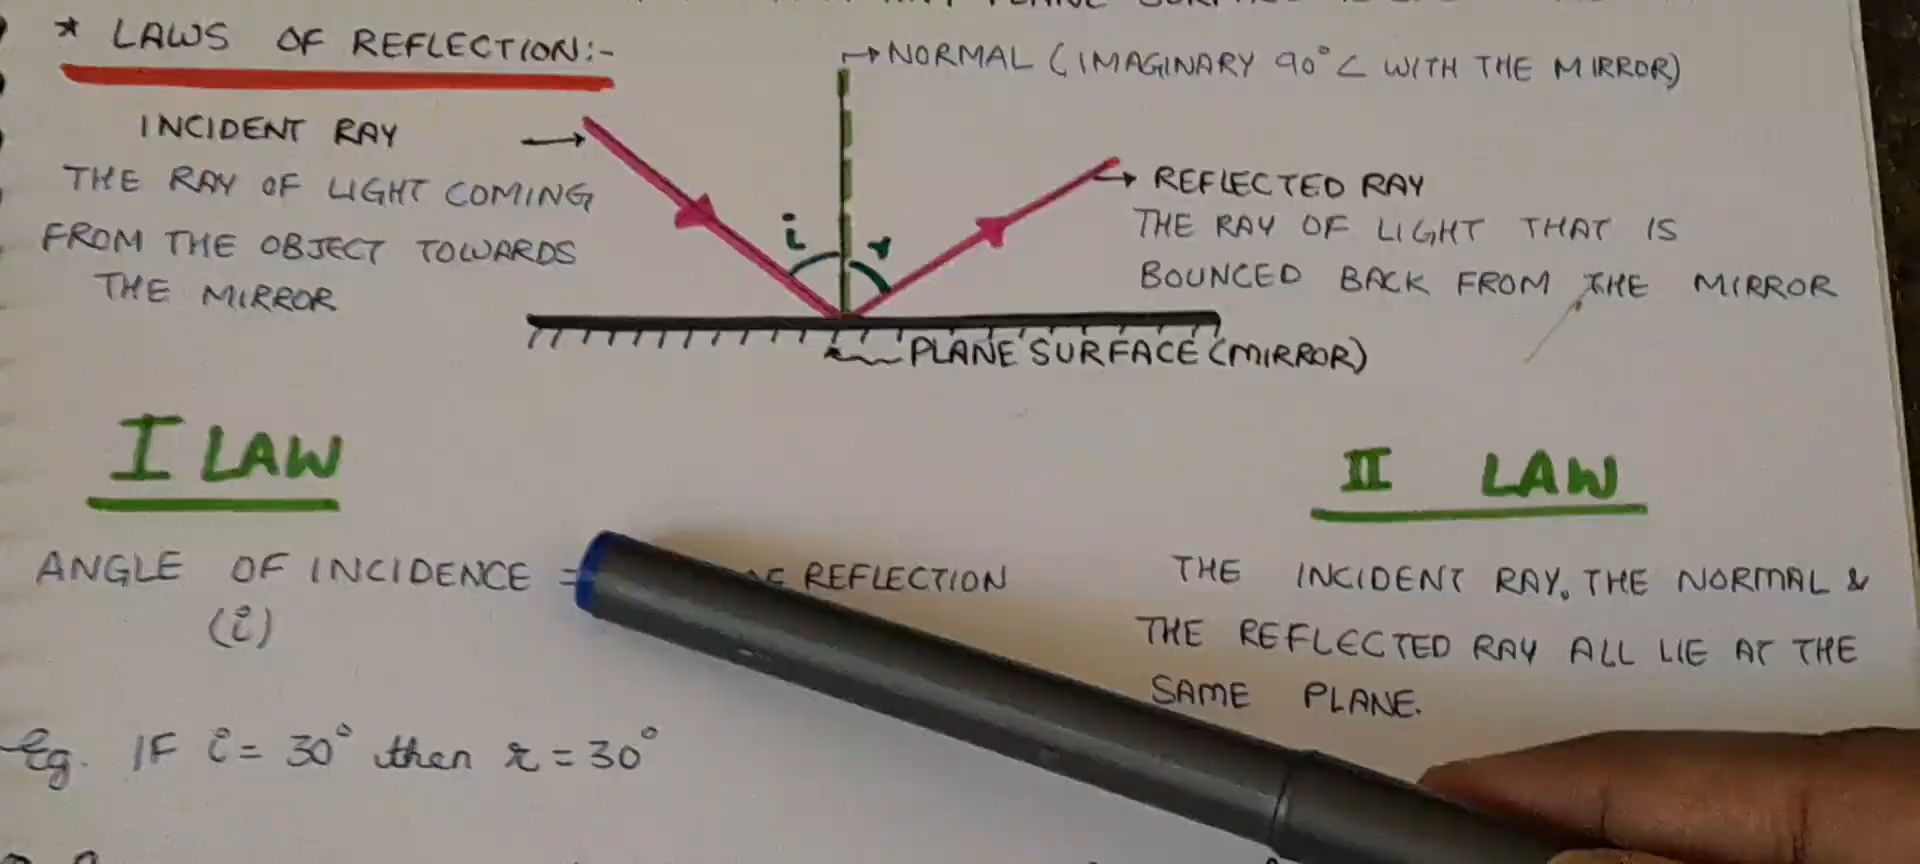 PLANE SURFACE
* LAWS OF REFLECTION:-
NORMAL (IMAGINARY 90°∠ WITH THE MIRROR)
INCIDENT RAY
THE RAY OF LIGHT COMING
FROM THE OBJECT TOWARDS
THE MIRROR
i
r
REFLECTED RAY
THE RAY OF LIGHT THAT IS
BOUNCED BACK FROM THE MIRROR
PLANE SURFACE (MIRROR)
I LAW
ANGLE OF INCIDENCE = REFLECTION
(i)
Eg. IF i = 30° then r = 30°
II LAW
THE INCIDENT RAY, THE NORMAL &
THE REFLECTED RAY ALL LIE AT THE
SAME PLANE.